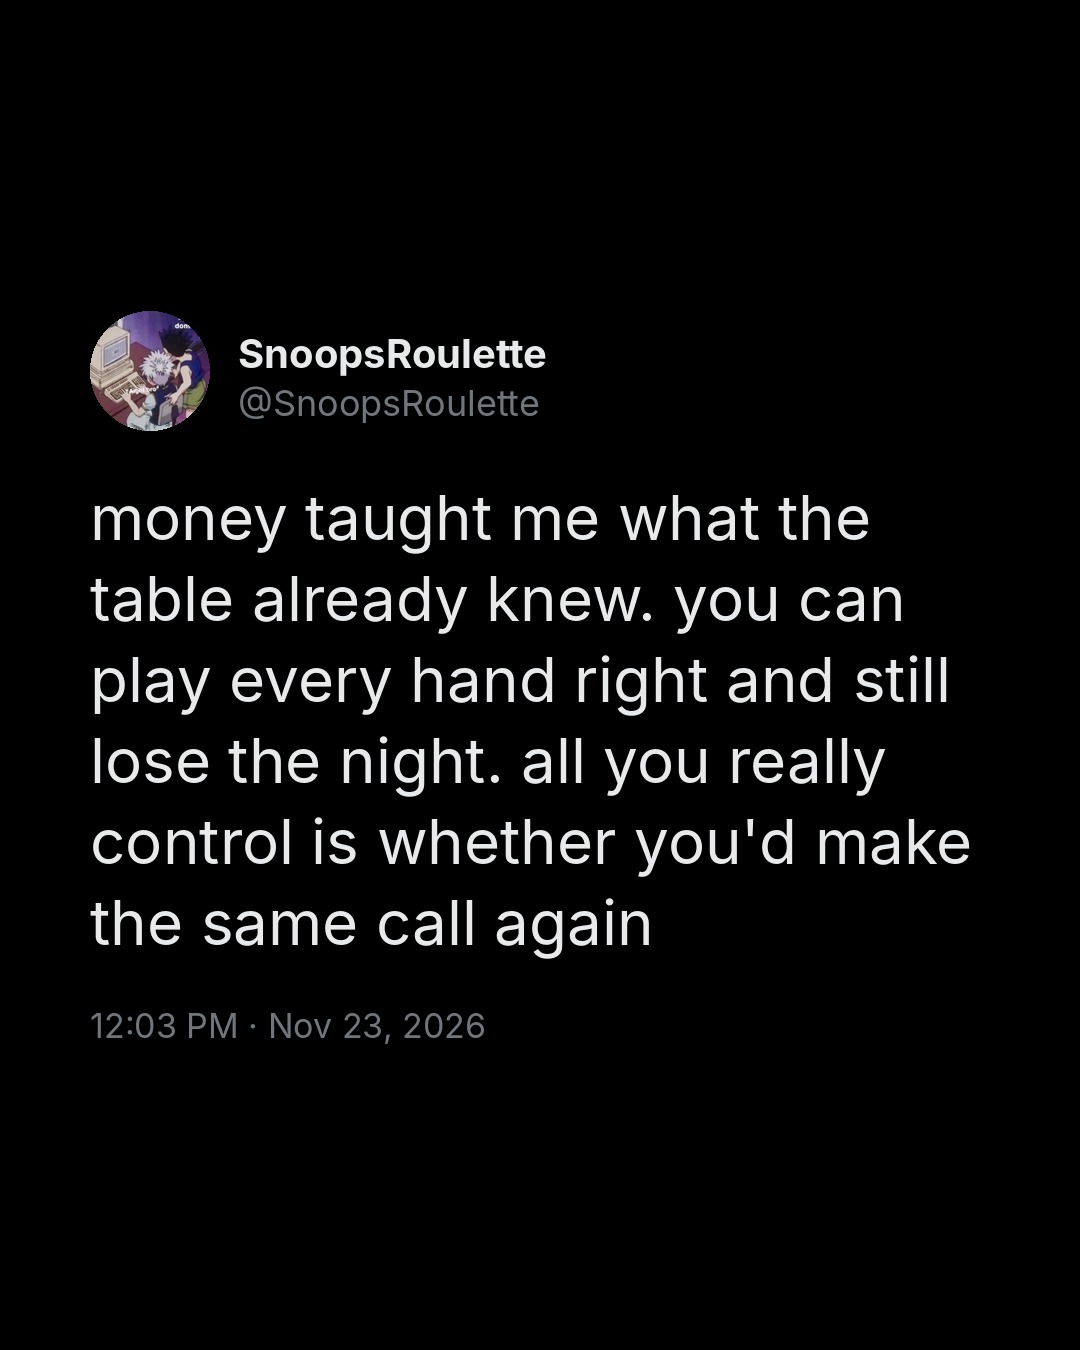 SnoopsRoulette
@SnoopsRoulette
money taught me what the
table already knew. you can
play every hand right and still
lose the night. all you really
control is whether you'd make
the same call again
12:03 PM · Nov 23, 2026